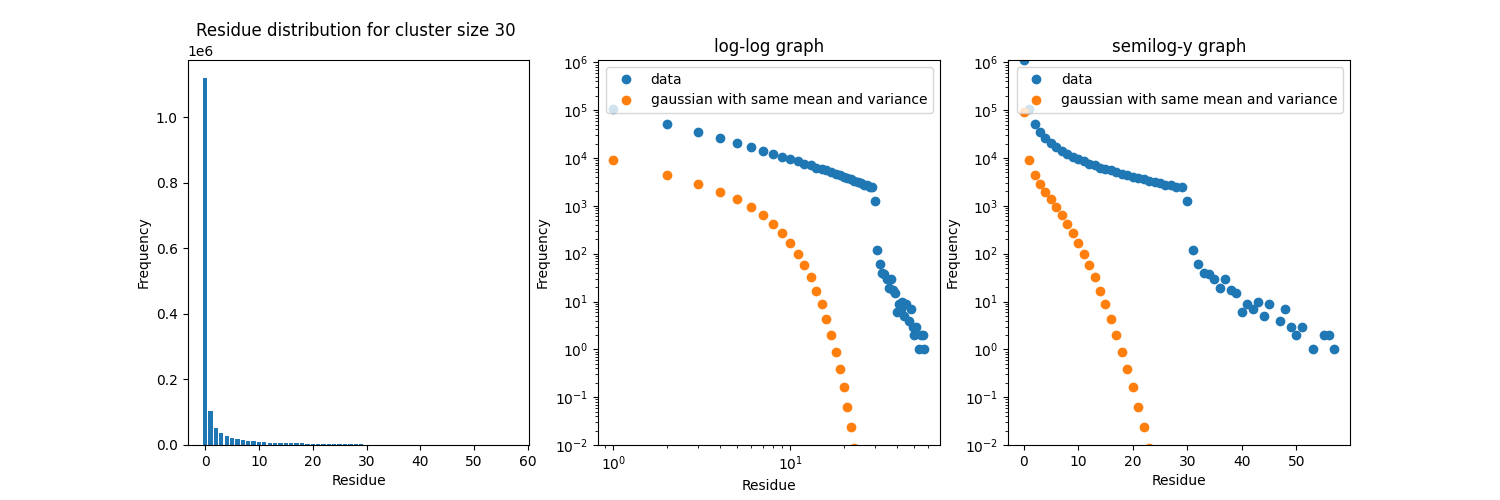 Residue distribution for cluster size 30
1e6
1.0
0.8
0.6
0.4
0.2
0.0
Frequency
0 10 20 30 40 50 60
Residue
log-log graph
data
gaussian with same mean and variance
10^6
10^5
10^4
10^3
10^2
10^1
10^0
10^-1
10^-2
Frequency
10^0 10^1
Residue
semilog-y graph
data
gaussian with same mean and variance
10^6
10^5
10^4
10^3
10^2
10^1
10^0
10^-1
10^-2
Frequency
0 10 20 30 40 50
Residue